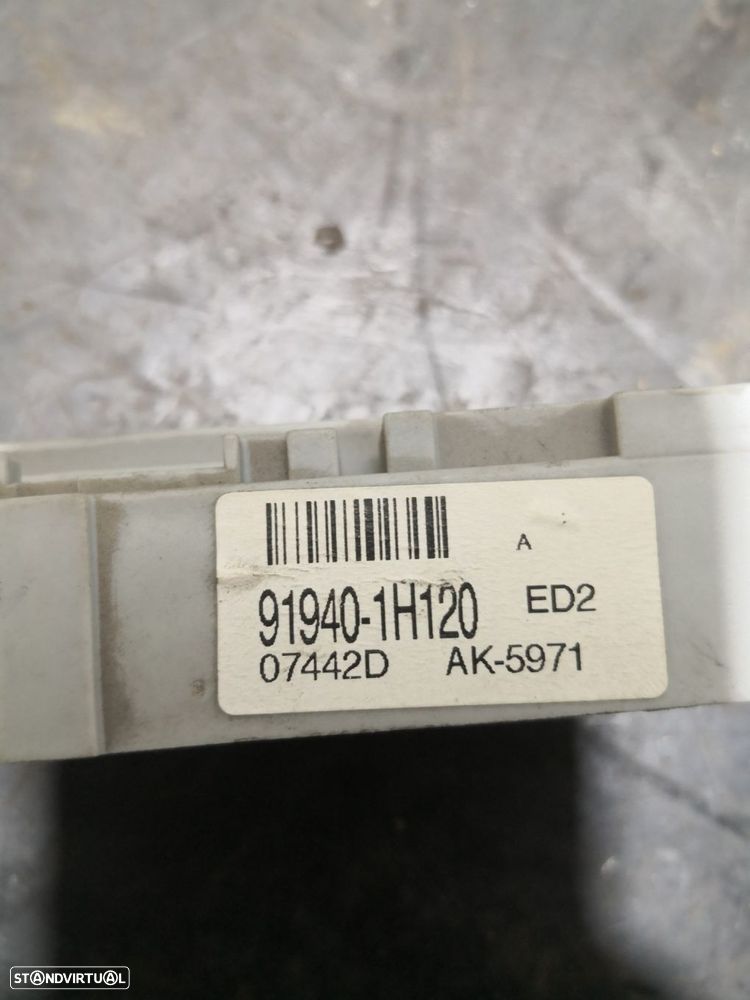 A
91940-1H120 ED2
07442D AK-5971
STANDVIRTUAL